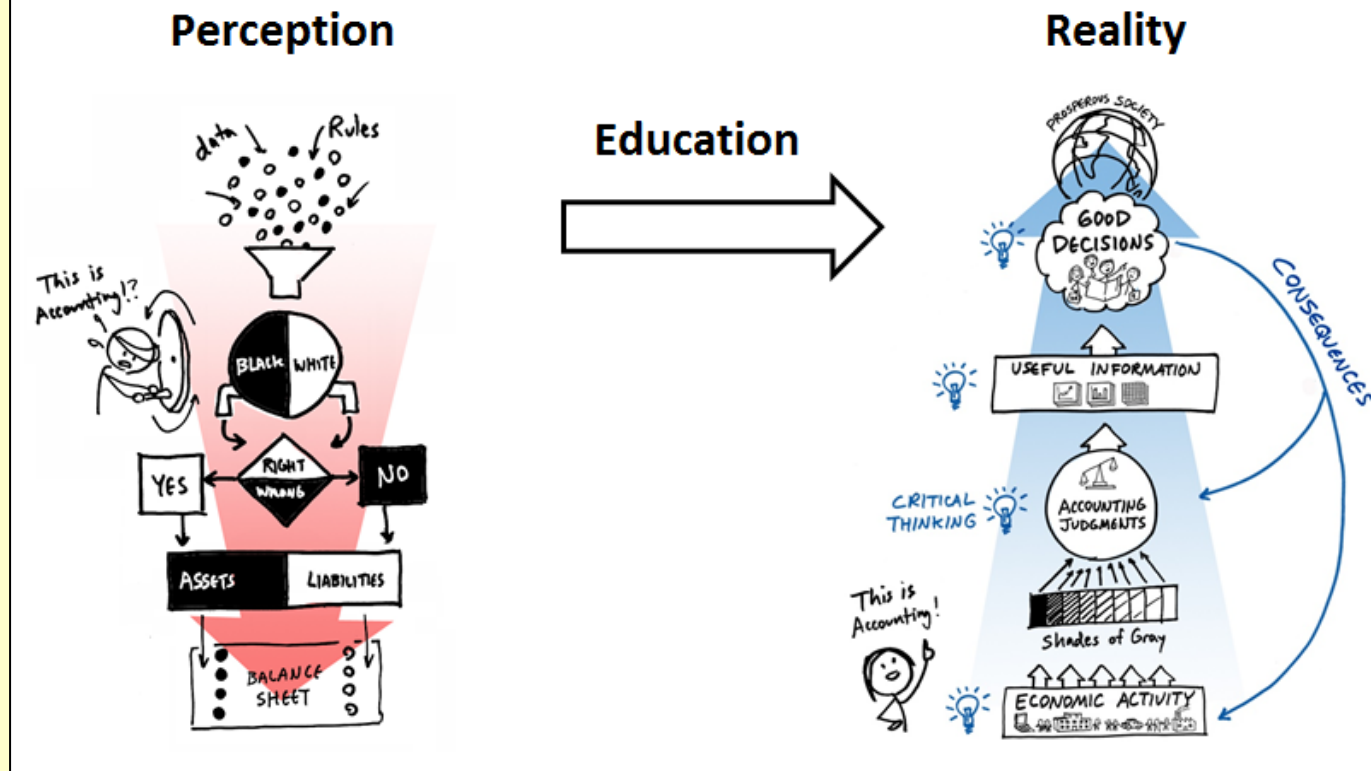 Perception
Reality
Education
data
Rules
This is
Accounting!?
BLACK
WHITE
RIGHT
WRONG
YES
NO
ASSETS
LIABILITIES
BALANCE
SHEET
PROSPEROUS SOCIETY
GOOD
DECISIONS
CONSEQUENCES
USEFUL INFORMATION
CRITICAL
THINKING
ACCOUNTING
JUDGMENTS
Shades of Gray
This is
Accounting!
ECONOMIC ACTIVITY